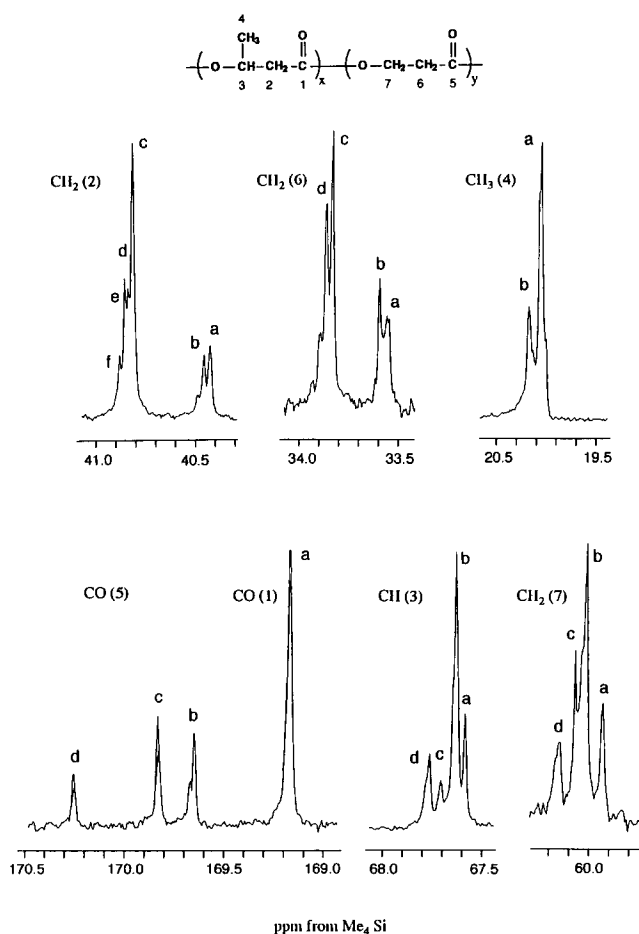 4
CH₃ O O
( O—CH—CH₂—C )x ( O—CH₂—CH₂—C )y
3 2 1 7 6 5
c
CH₂ (2)
d
e
f
b
a
41.0 40.5
c
CH₂ (6)
d
b
a
34.0 33.5
a
CH₃ (4)
b
20.5 19.5
CO (5)
CO (1)
a
c
b
d
170.5 170.0 169.5 169.0
b
CH (3)
a
d
c
68.0 67.5
b
CH₂ (7)
c
a
d
60.0
ppm from Me₄ Si